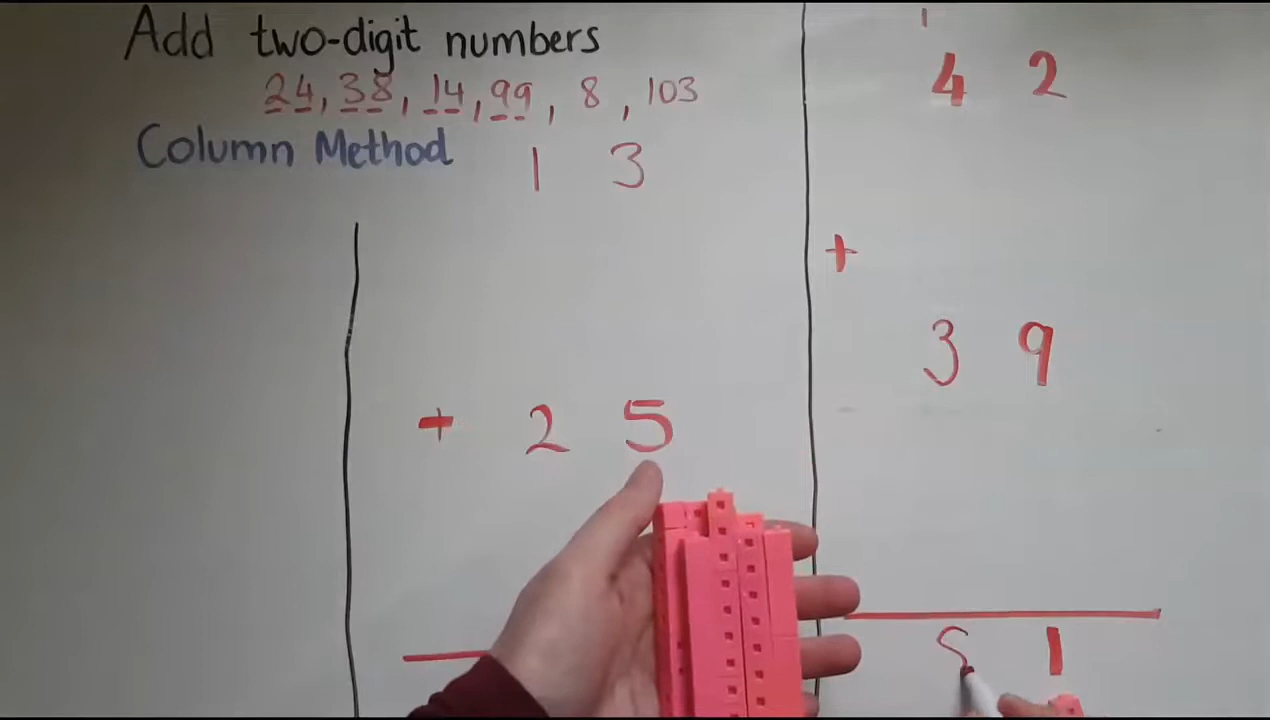 Add two-digit numbers
24, 38, 14, 99, 8, 103
Column Method
1 3
+ 2 5
1
4 2
+
3 9
1